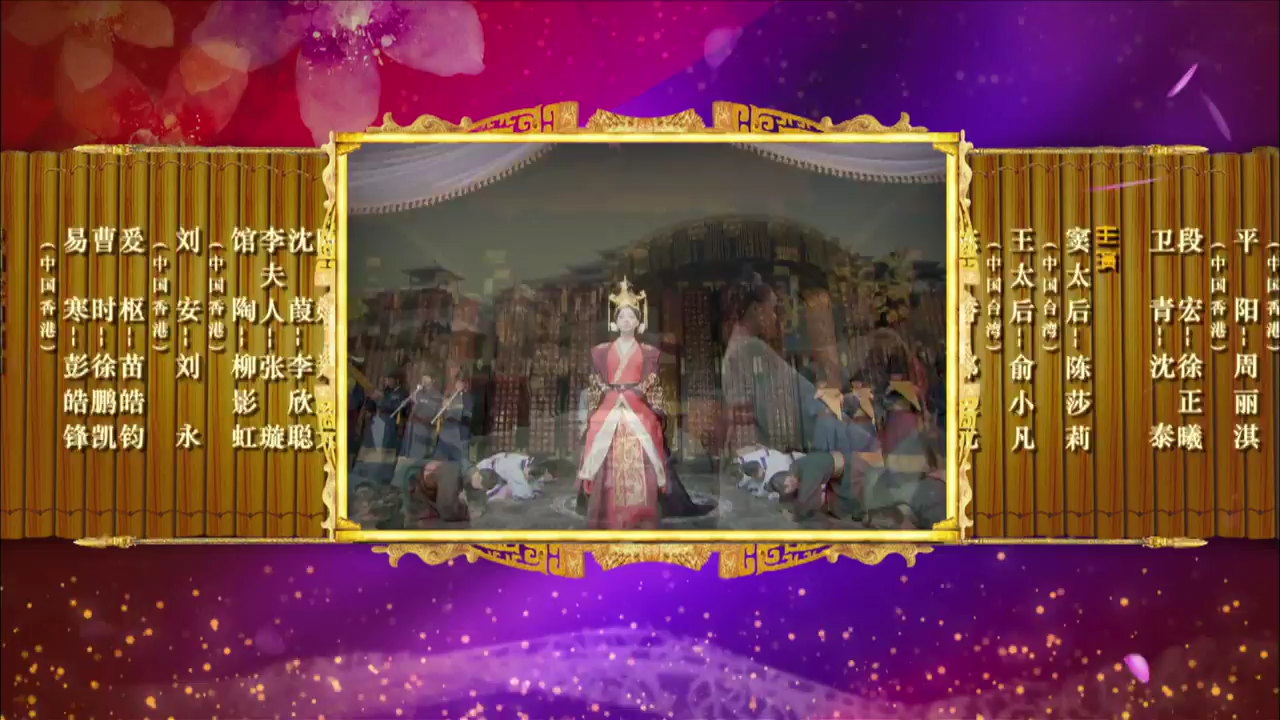 （中国香港）
平 阳--周丽淇
（中国香港）
段 宏--徐正曦
卫 青--沈 泰
主演
窦太后--陈莎莉
（中国台湾）
王太后--俞小凡
（中国台湾）
沈 葭--李欣聪
李夫人--张 璇
馆 陶--柳影虹
（中国香港）
刘 安--刘 永
（中国香港）
爰 枢--苗皓钧
曹 时--徐鹏凯
易 寒--彭皓锋
（中国香港）